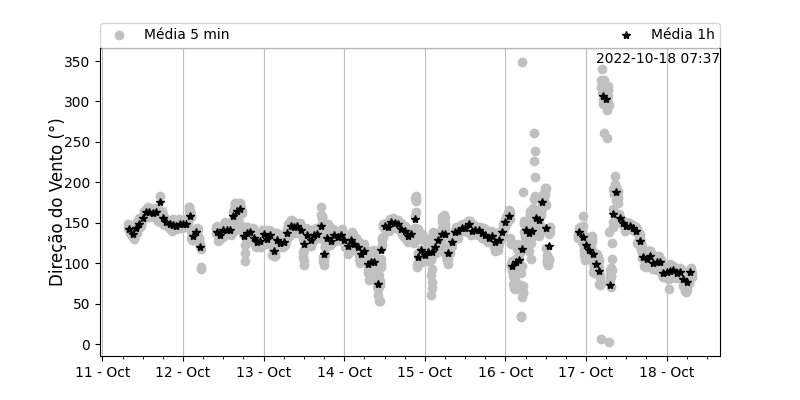 Média 5 min
Média 1h
2022-10-18 07:37
Direção do Vento (°)
350
300
250
200
150
100
50
0
11 - Oct
12 - Oct
13 - Oct
14 - Oct
15 - Oct
16 - Oct
17 - Oct
18 - Oct